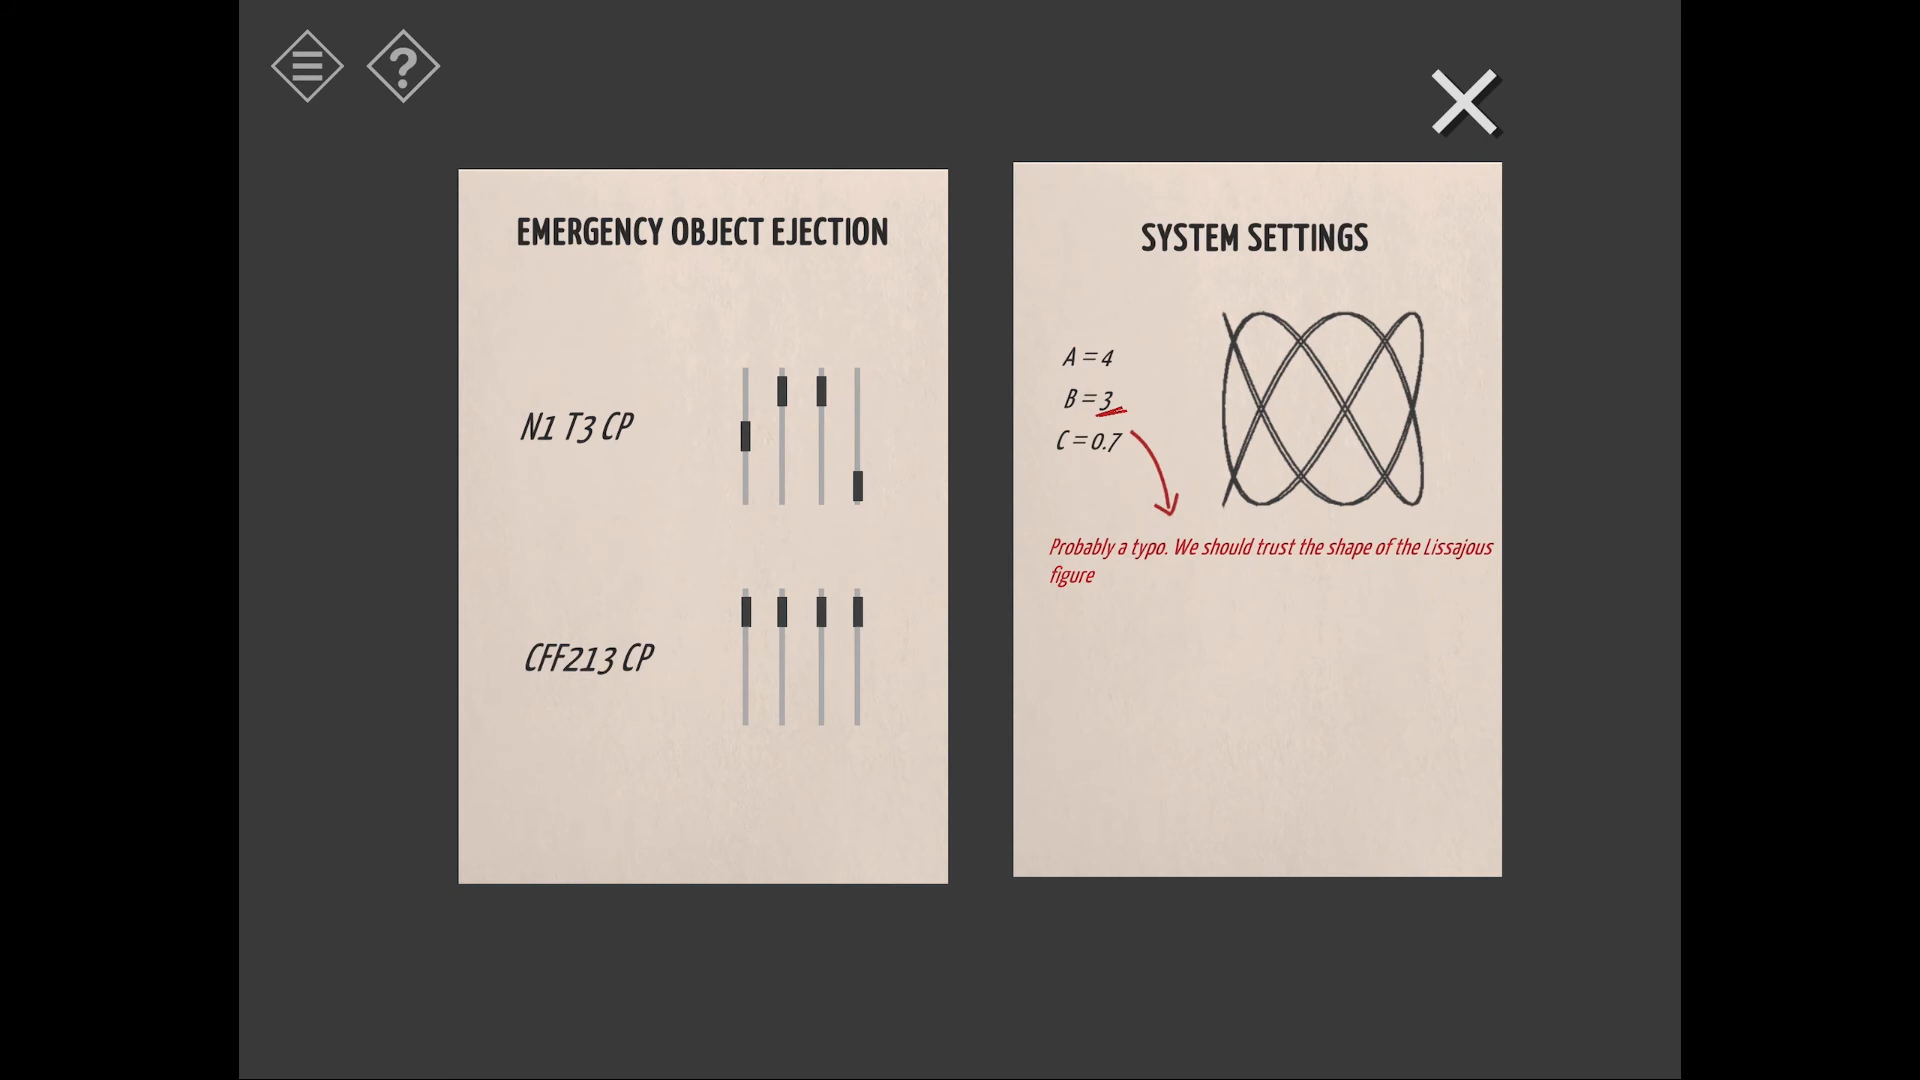 ?
EMERGENCY OBJECT EJECTION
N1 T3 CP
CFF213 CP
SYSTEM SETTINGS
A = 4
B = 3
C = 0.7
Probably a typo. We should trust the shape of the Lissajous
figure